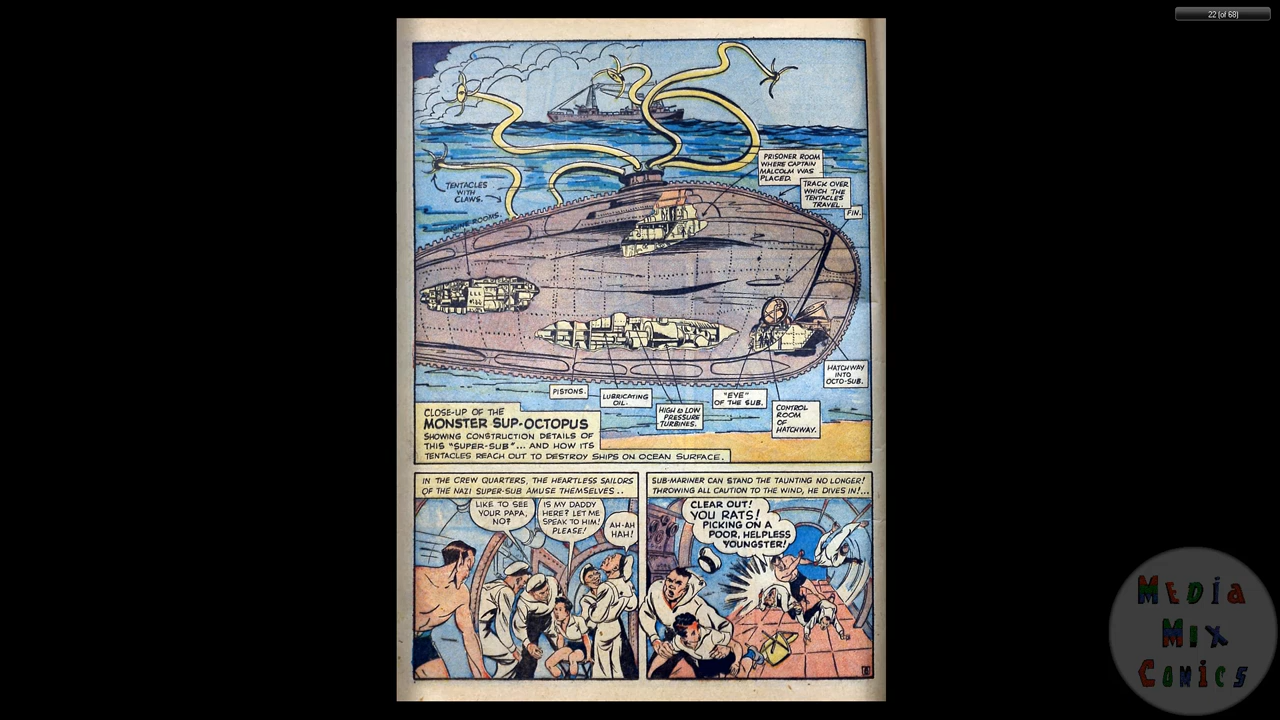 22 (of 68)
PRISONER ROOM
WHERE CAPTAIN
MALCOLM WAS
PLACED.
TRACK OVER
WHICH THE
TENTACLES
TRAVEL.
FIN.
TENTACLES
WITH
CLAWS.
ENGINE ROOMS.
HATCHWAY
INTO
OCTO-SUB.
PISTONS.
LUBRICATING
OIL.
HIGH & LOW
PRESSURE
TURBINES.
"EYE"
OF THE SUB.
CONTROL
ROOM
OF
HATCHWAY.
CLOSE-UP OF THE
MONSTER SUP-OCTOPUS
SHOWING CONSTRUCTION DETAILS OF
THIS "SUPER-SUB"... AND HOW ITS
TENTACLES REACH OUT TO DESTROY SHIPS ON OCEAN SURFACE.
IN THE CREW QUARTERS, THE HEARTLESS SAILORS
OF THE NAZI SUPER-SUB AMUSE THEMSELVES..
LIKE TO SEE
YOUR PAPA,
NO?
IS MY DADDY
HERE? LET ME
SPEAK TO HIM!
PLEASE!
AH-AH
HAH!
SUB-MARINER CAN STAND THE TAUNTING NO LONGER!
THROWING ALL CAUTION TO THE WIND, HE DIVES IN!...
CLEAR OUT!
YOU RATS!
PICKING ON A
POOR, HELPLESS
YOUNGSTER!
8
MEDiA
MiX
COMiCS